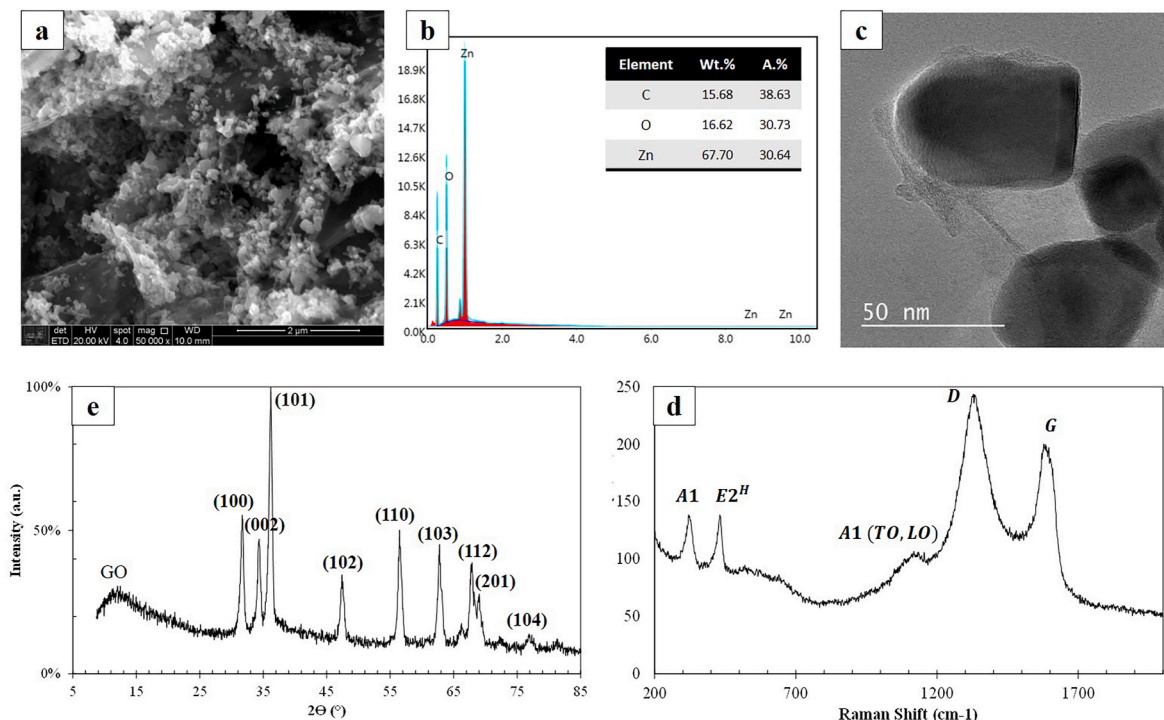 a
det HV spot mag □ WD
ETD 20.00 kV 4.0 50 000 x 10.0 mm
2 µm
b
Zn
18.9K
16.8K
14.7K
12.6K
10.5K
8.4K
6.3K
4.2K
2.1K
0.0K
O
C
Zn Zn
0.0 2.0 4.0 6.0 8.0 10.0
Element Wt.% A.%
C 15.68 38.63
O 16.62 30.73
Zn 67.70 30.64
c
50 nm
e
100%
50%
0%
Intensity (a.u.)
GO
(100)
(002)
(101)
(102)
(110)
(103)
(112)
(201)
(104)
5 15 25 35 45 55 65 75 85
2Θ (°)
d
250
200
150
100
50
0
A1
E2ᴴ
A1 (TO, LO)
D
G
200 700 1200 1700
Raman Shift (cm-1)